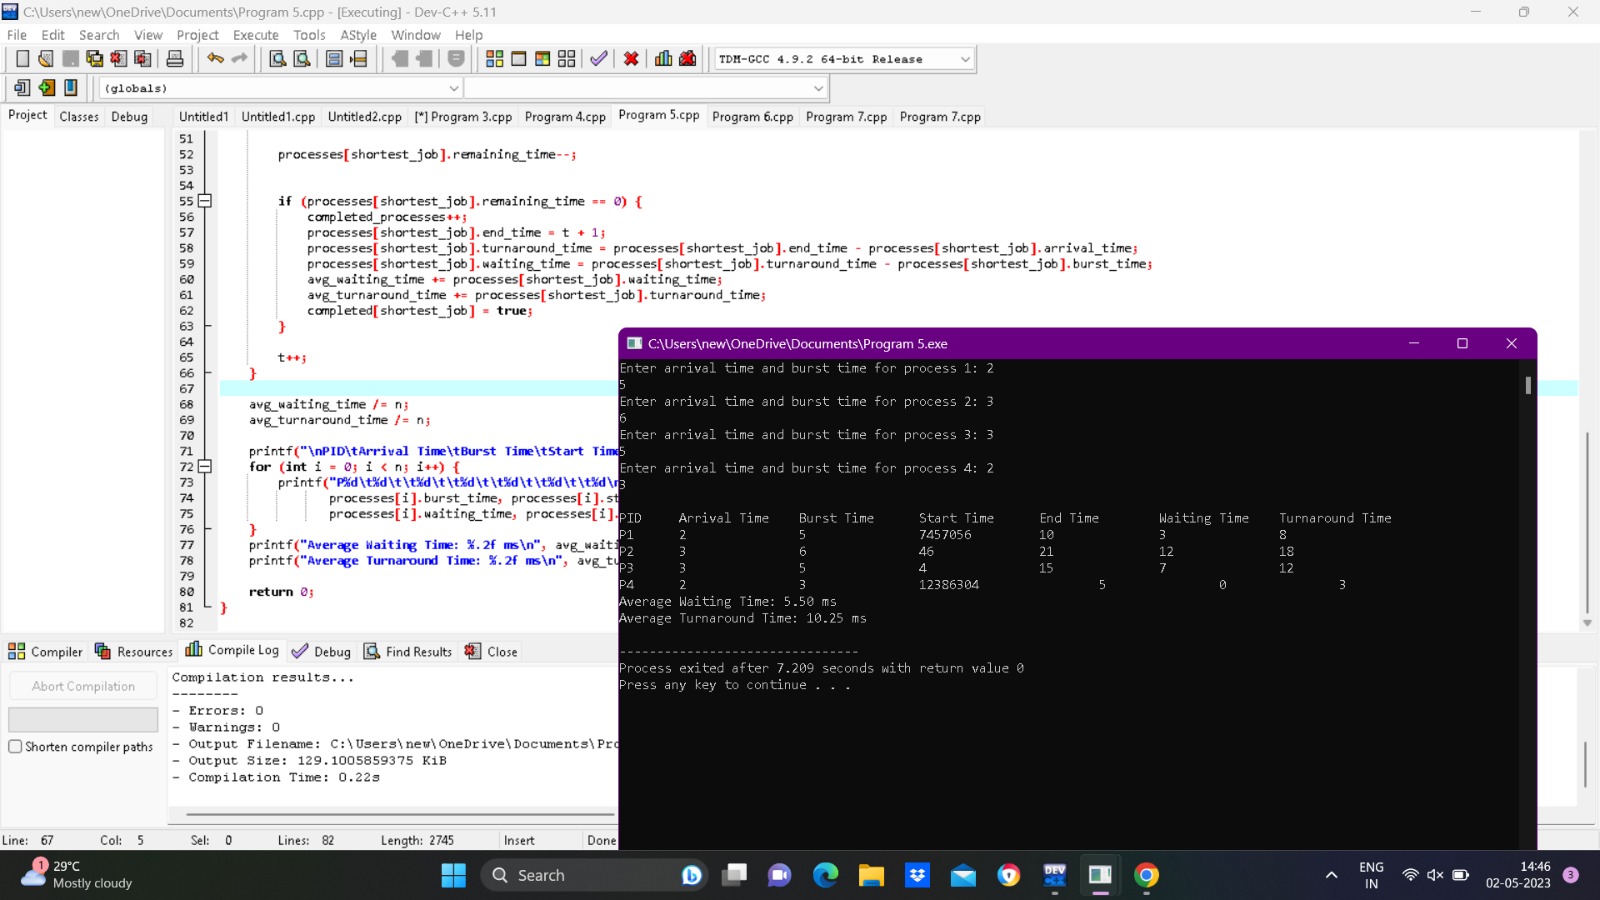 C:\Users\new\OneDrive\Documents\Program 5.cpp - [Executing] - Dev-C++ 5.11
File Edit Search View Project Execute Tools AStyle Window Help
TDM-GCC 4.9.2 64-bit Release
(globals)
Project Classes Debug
Untitled1 Untitled1.cpp Untitled2.cpp [*] Program 3.cpp Program 4.cpp Program 5.cpp Program 6.cpp Program 7.cpp Program 7.cpp
51
52 processes[shortest_job].remaining_time--;
53
54
55 if (processes[shortest_job].remaining_time == 0) {
56 completed_processes++;
57 processes[shortest_job].end_time = t + 1;
58 processes[shortest_job].turnaround_time = processes[shortest_job].end_time - processes[shortest_job].arrival_time;
59 processes[shortest_job].waiting_time = processes[shortest_job].turnaround_time - processes[shortest_job].burst_time;
60 avg_waiting_time += processes[shortest_job].waiting_time;
61 avg_turnaround_time += processes[shortest_job].turnaround_time;
62 completed[shortest_job] = true;
63 }
64
65 t++;
66 }
67
68 avg_waiting_time /= n;
69 avg_turnaround_time /= n;
70
71 printf("\nPID\tArrival Time\tBurst Time\tStart Time
72 for (int i = 0; i < n; i++) {
73 printf("P%d\t%d\t\t%d\t\t%d\t\t%d\t\t%d\t\t%d\n
74 processes[i].burst_time, processes[i].st
75 processes[i].waiting_time, processes[i].
76 }
77 printf("Average Waiting Time: %.2f ms\n", avg_waiti
78 printf("Average Turnaround Time: %.2f ms\n", avg_tu
79
80 return 0;
81 }
82
C:\Users\new\OneDrive\Documents\Program 5.exe
Enter arrival time and burst time for process 1: 2
5
Enter arrival time and burst time for process 2: 3
6
Enter arrival time and burst time for process 3: 3
5
Enter arrival time and burst time for process 4: 2
3
PID Arrival Time Burst Time Start Time End Time Waiting Time Turnaround Time
P1 2 5 7457056 10 3 8
P2 3 6 46 21 12 18
P3 3 5 4 15 7 12
P4 2 3 12386304 5 0 3
Average Waiting Time: 5.50 ms
Average Turnaround Time: 10.25 ms
--------------------------------
Process exited after 7.209 seconds with return value 0
Press any key to continue . . .
Compiler Resources Compile Log Debug Find Results Close
Abort Compilation
Shorten compiler paths
Compilation results...
--------
- Errors: 0
- Warnings: 0
- Output Filename: C:\Users\new\OneDrive\Documents\Pro
- Output Size: 129.1005859375 KiB
- Compilation Time: 0.22s
Line: 67 Col: 5 Sel: 0 Lines: 82 Length: 2745 Insert Done
1
29°C
Mostly cloudy
Search
DEV
ENG
IN
14:46
02-05-2023
3